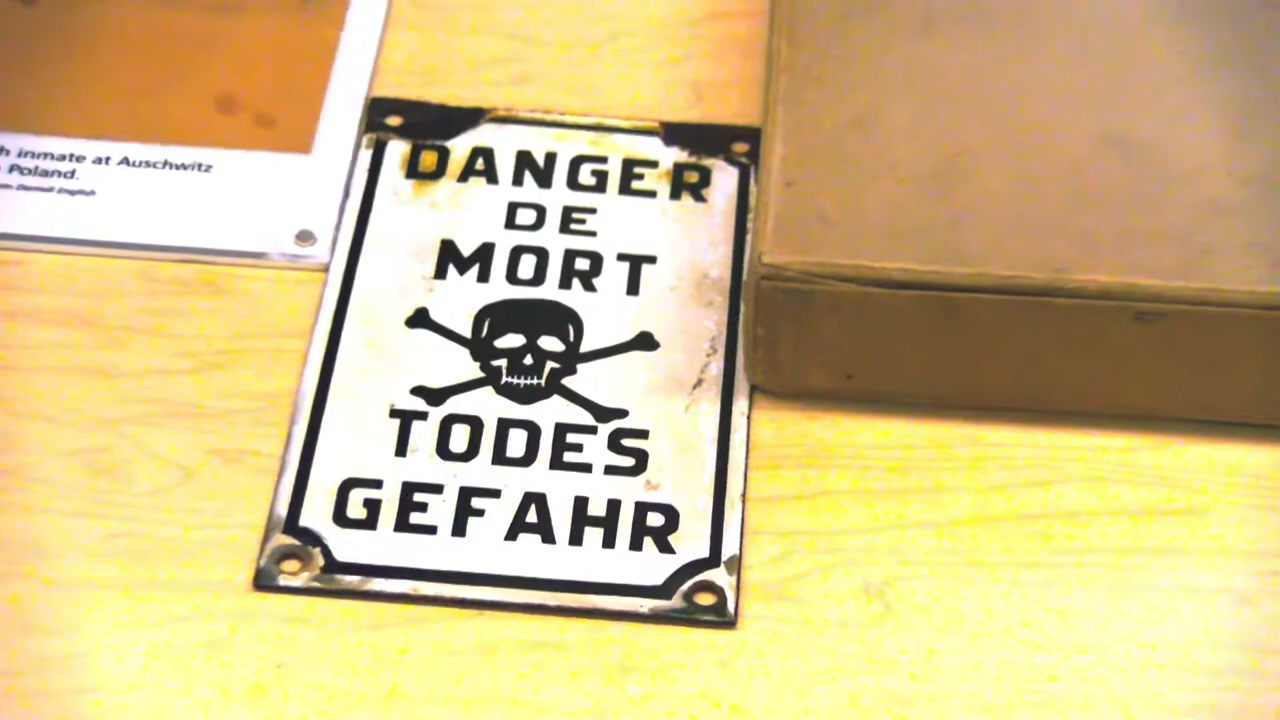 h inmate at Auschwitz
Poland.
DANGER
DE
MORT
TODES
GEFAHR